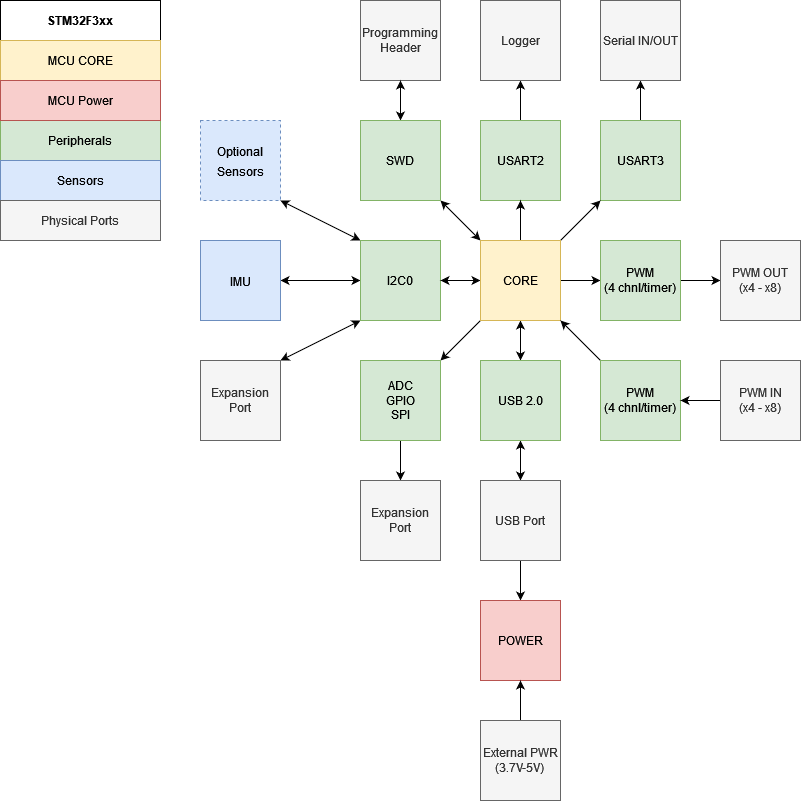 STM32F3xx
MCU CORE
MCU Power
Peripherals
Sensors
Physical Ports
Programming
Header
Logger
Serial IN/OUT
Optional
Sensors
SWD
USART2
USART3
IMU
I2C0
CORE
PWM
(4 chnl/timer)
PWM OUT
(x4 - x8)
Expansion
Port
ADC
GPIO
SPI
USB 2.0
PWM
(4 chnl/timer)
PWM IN
(x4 - x8)
Expansion
Port
USB Port
POWER
External PWR
(3.7V-5V)